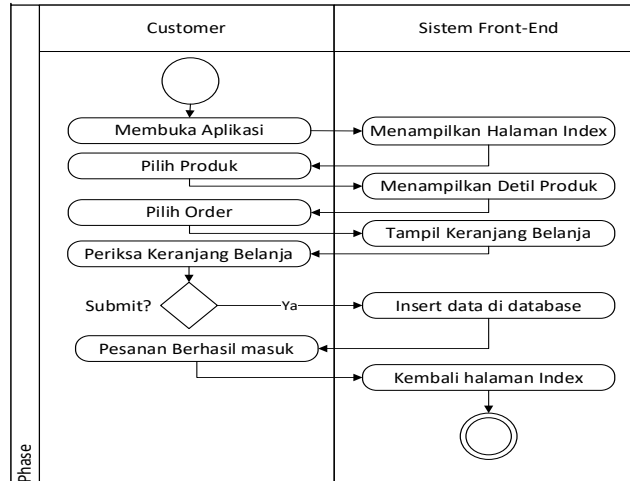 Customer
Sistem Front-End
Membuka Aplikasi
Menampilkan Halaman Index
Pilih Produk
Menampilkan Detil Produk
Pilih Order
Tampil Keranjang Belanja
Periksa Keranjang Belanja
Submit?
Ya
Insert data di database
Pesanan Berhasil masuk
Kembali halaman Index
Phase